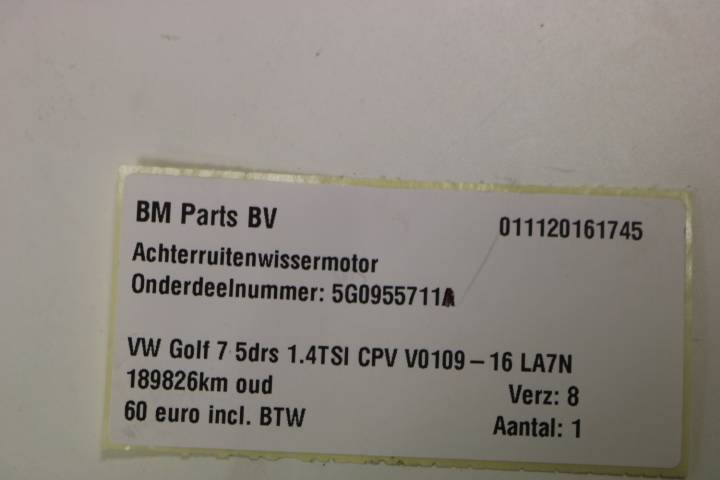 BM Parts BV 011120161745
Achterruitenwissermotor
Onderdeelnummer: 5G0955711A
VW Golf 7 5drs 1.4TSI CPV V0109-16 LA7N
189826km oud Verz: 8
60 euro incl. BTW Aantal: 1